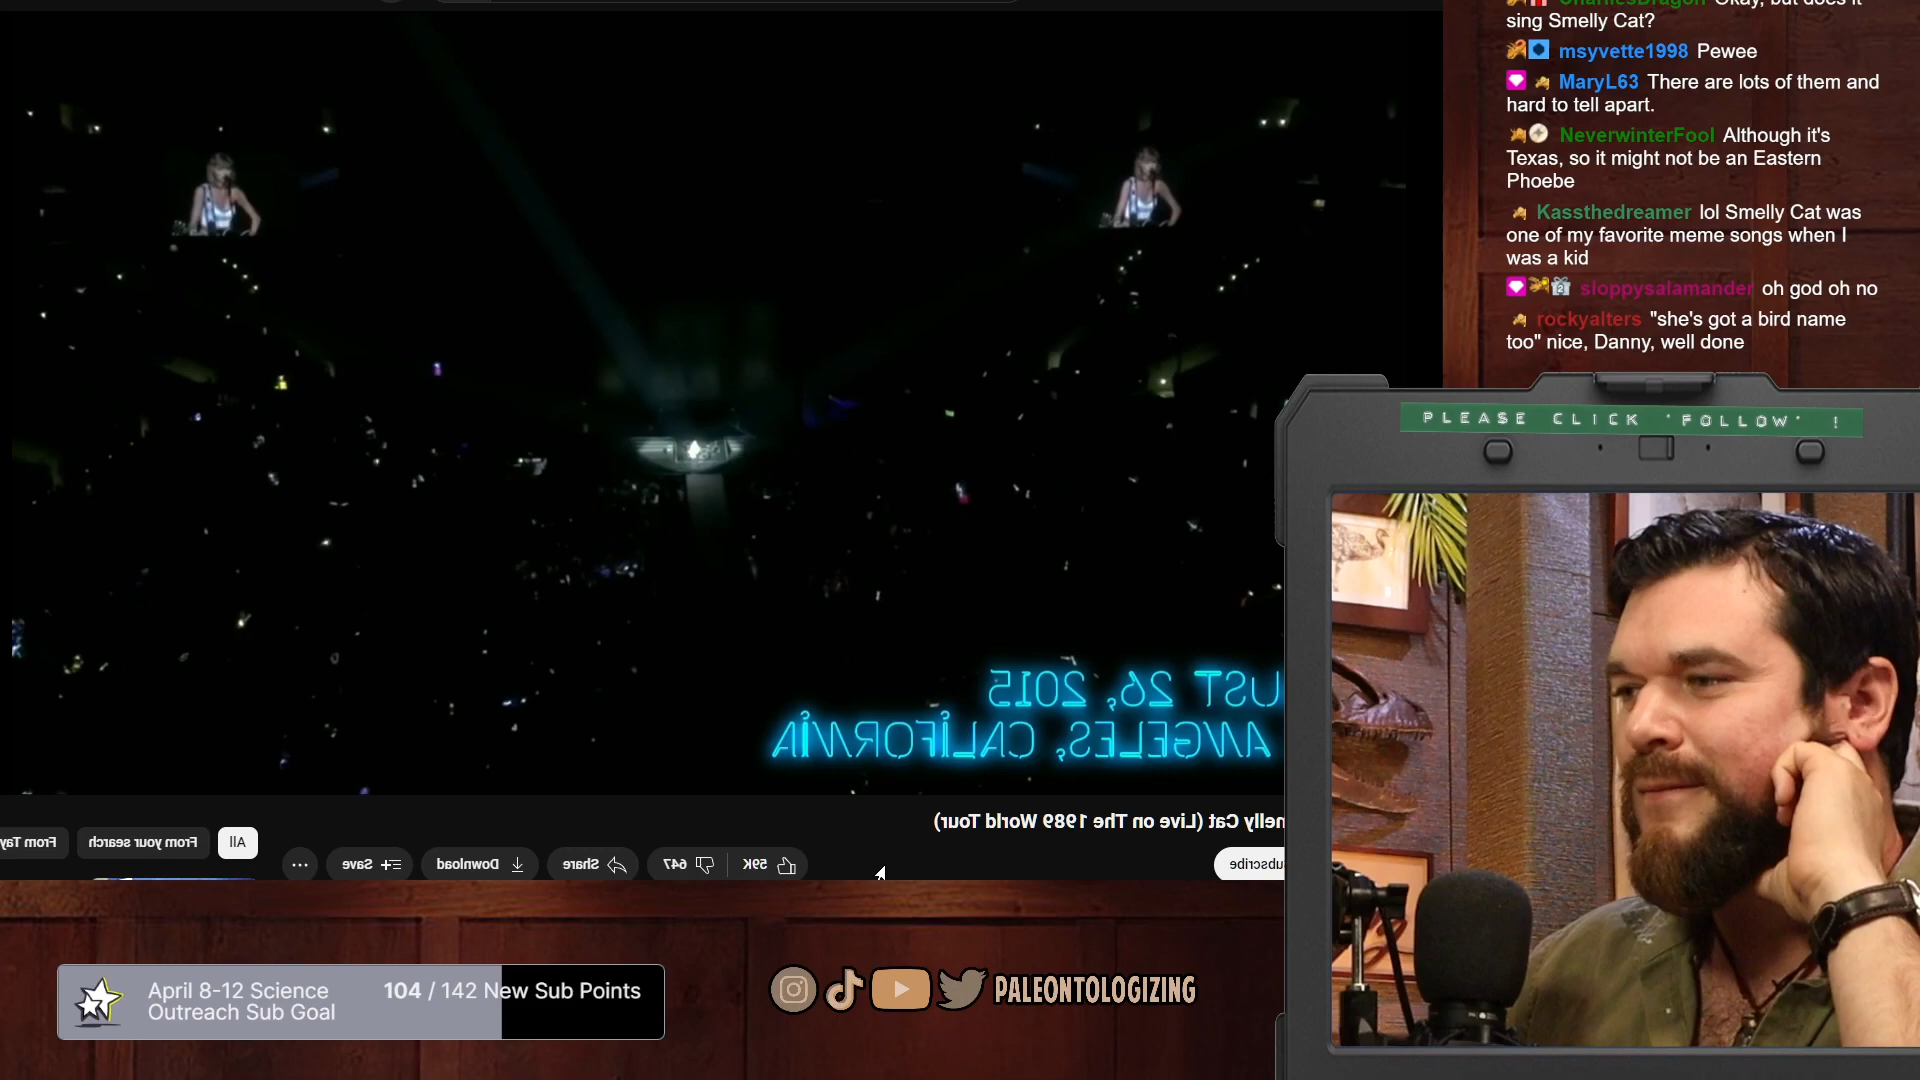 CharliesDragon Okay, but does it
sing Smelly Cat?
msyvette1998 Pewee
MaryL63 There are lots of them and
hard to tell apart.
NeverwinterFool Although it's
Texas, so it might not be an Eastern
Phoebe
Kassthedreamer lol Smelly Cat was
one of my favorite meme songs when I
was a kid
sloppysalamander oh god oh no
rockyalters "she's got a bird name
too" nice, Danny, well done
PLEASE CLICK "FOLLOW" !
UST 26, 2015
ANGELES, CALIFORNIA
nelly Cat (Live on The 1989 World Tour)
ubscribe
59K
647
Share
Download
Save
All
From your search
From Tay
April 8-12 Science
Outreach Sub Goal
104 / 142 New Sub Points
PALEONTOLOGIZING